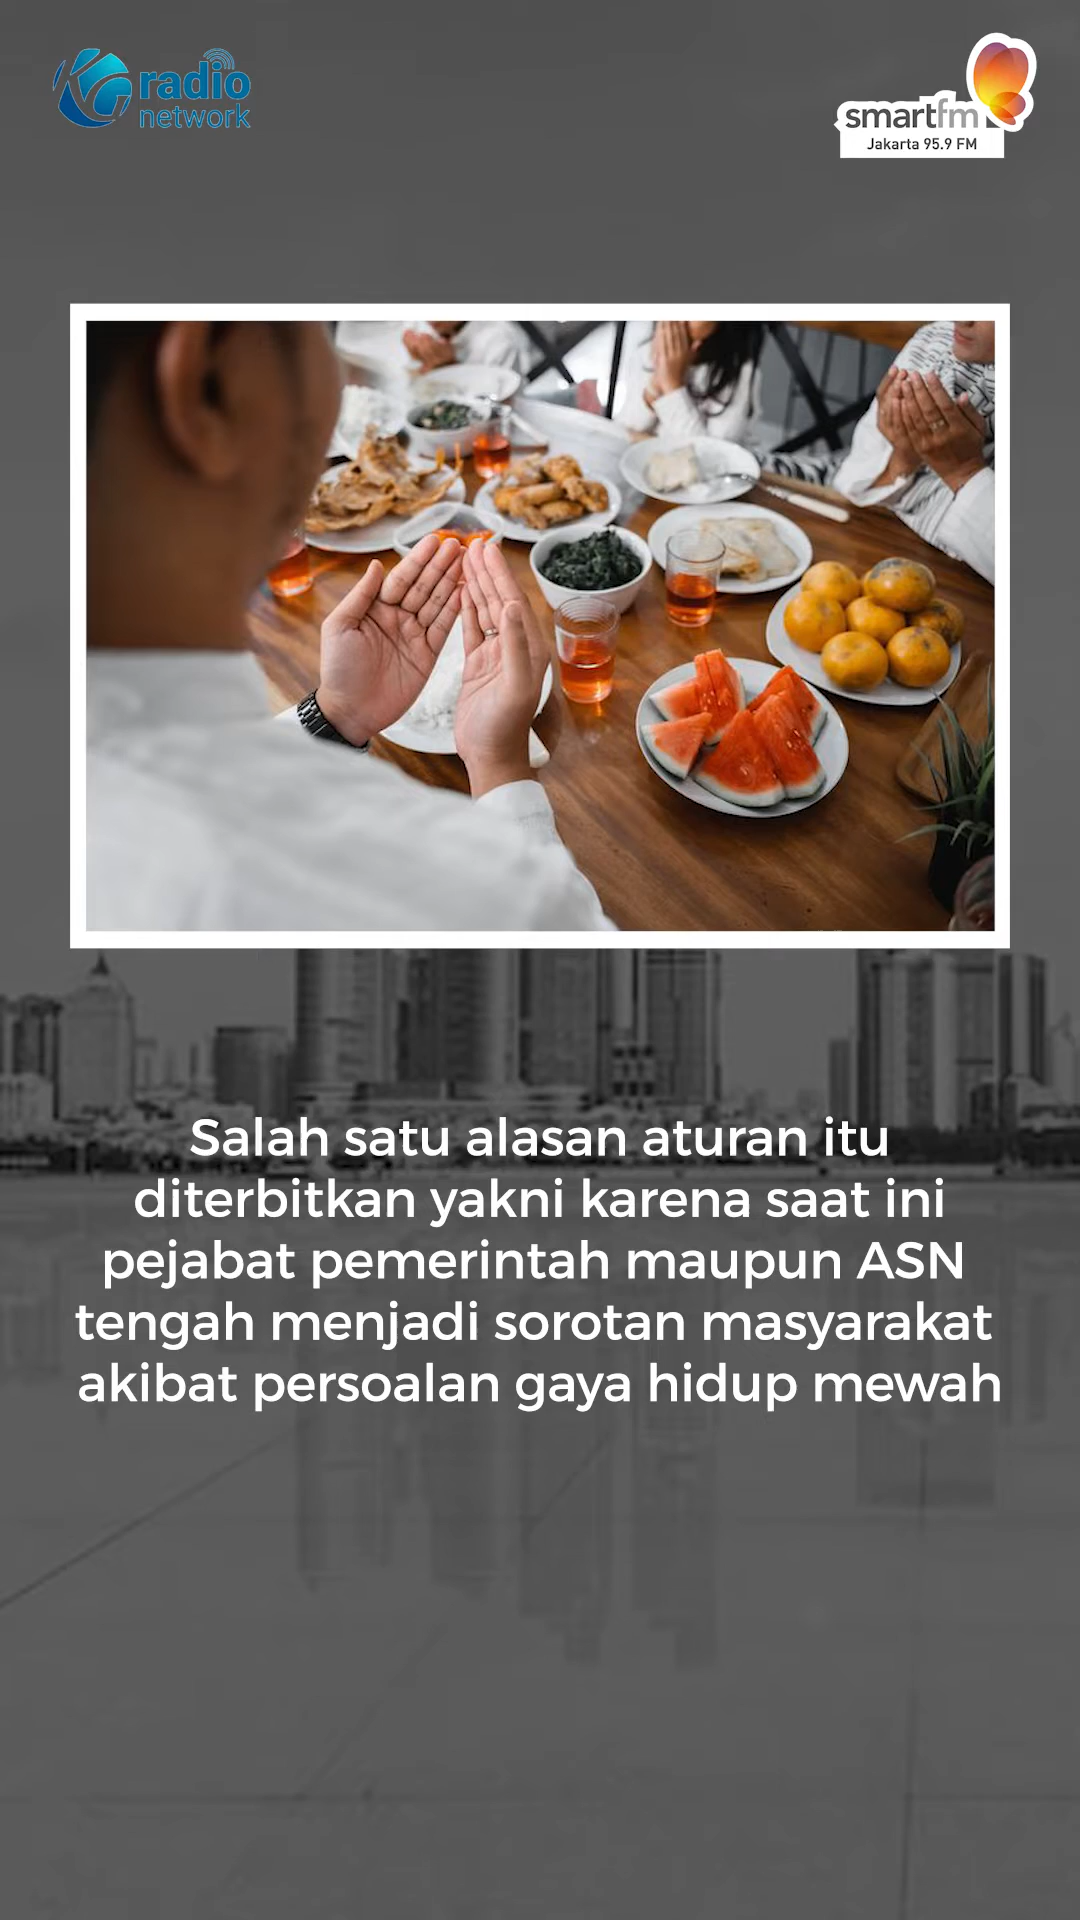 radio
network
smartfm
Jakarta 95.9 FM
Salah satu alasan aturan itu
diterbitkan yakni karena saat ini
pejabat pemerintah maupun ASN
tengah menjadi sorotan masyarakat
akibat persoalan gaya hidup mewah